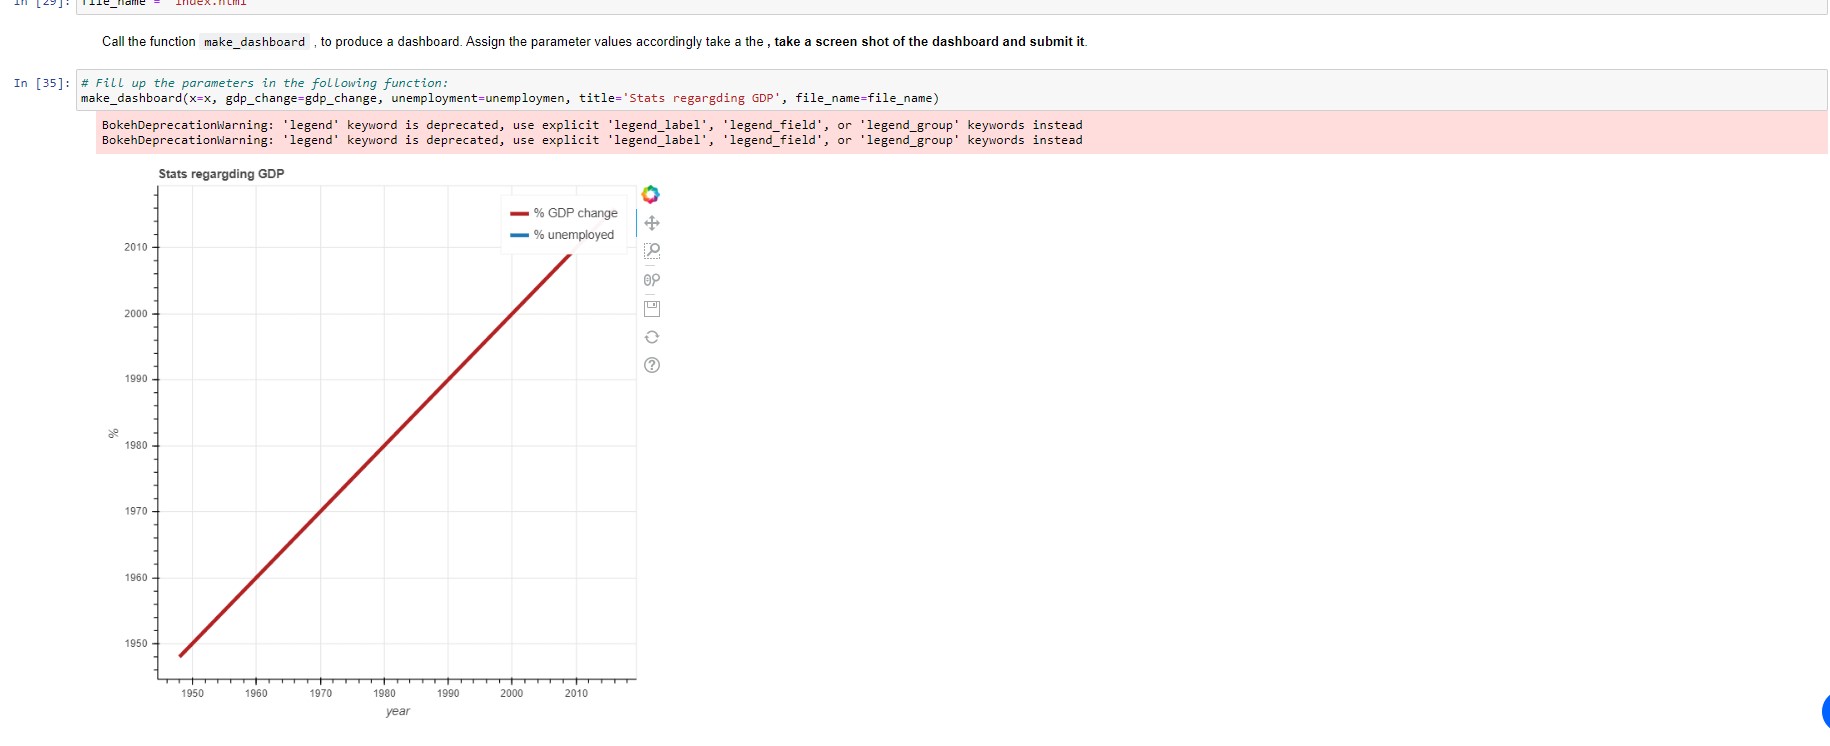 In [29]: file_name = "index.html"
Call the function make_dashboard , to produce a dashboard. Assign the parameter values accordingly take a the , take a screen shot of the dashboard and submit it.
In [35]: # Fill up the parameters in the following function:
make_dashboard(x=x, gdp_change=gdp_change, unemployment=unemploymen, title='Stats regargding GDP', file_name=file_name)
BokehDeprecationWarning: 'legend' keyword is deprecated, use explicit 'legend_label', 'legend_field', or 'legend_group' keywords instead
BokehDeprecationWarning: 'legend' keyword is deprecated, use explicit 'legend_label', 'legend_field', or 'legend_group' keywords instead
Stats regargding GDP
% GDP change
% unemployed
2010
2000
1990
1980
1970
1960
1950
%
1950 1960 1970 1980 1990 2000 2010
year